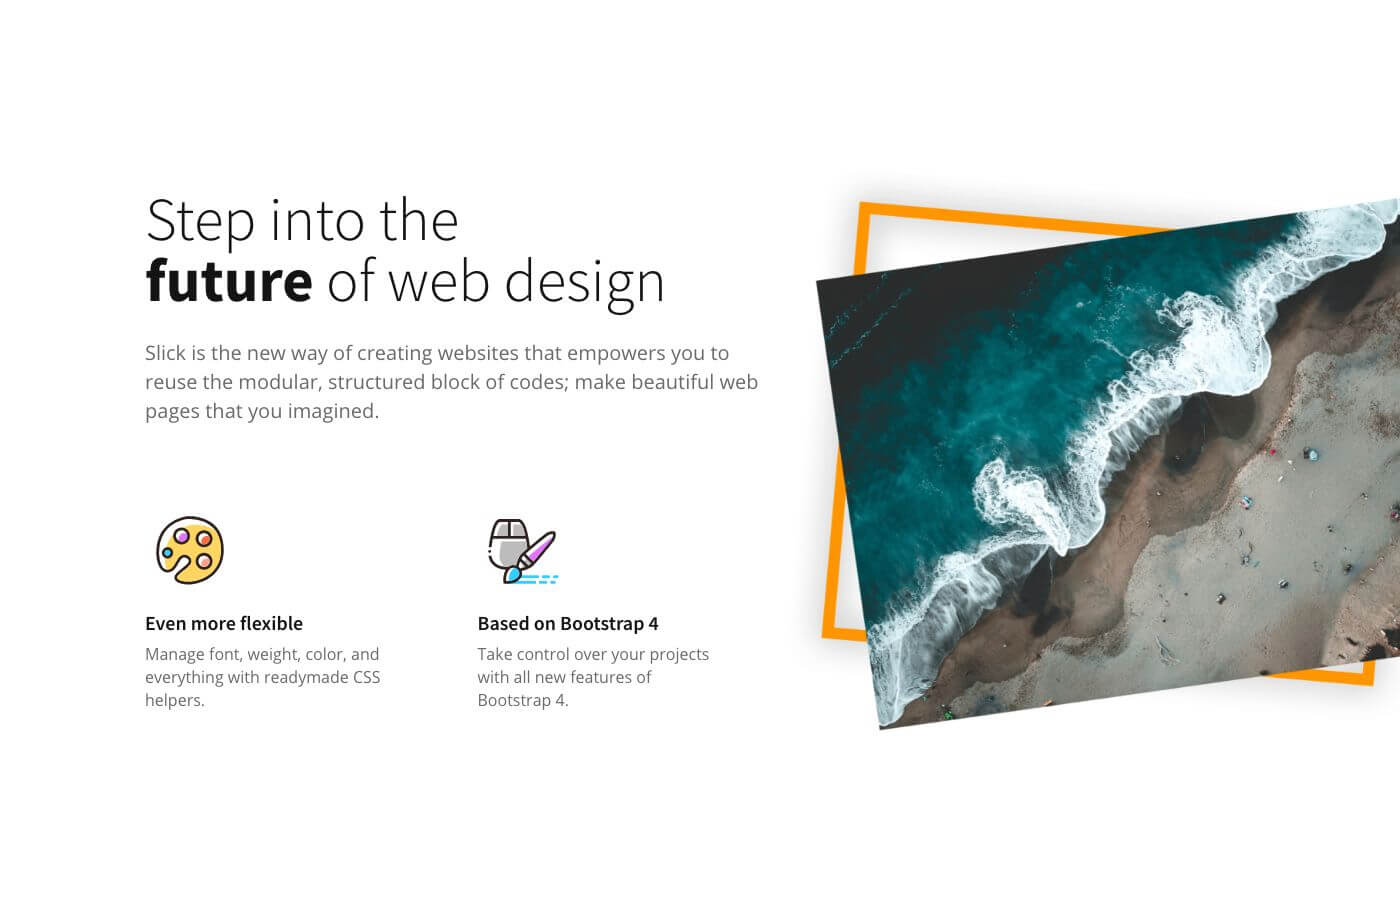 Step into the
future of web design
Slick is the new way of creating websites that empowers you to
reuse the modular, structured block of codes; make beautiful web
pages that you imagined.
Even more flexible
Manage font, weight, color, and
everything with readymade CSS
helpers.
Based on Bootstrap 4
Take control over your projects
with all new features of
Bootstrap 4.